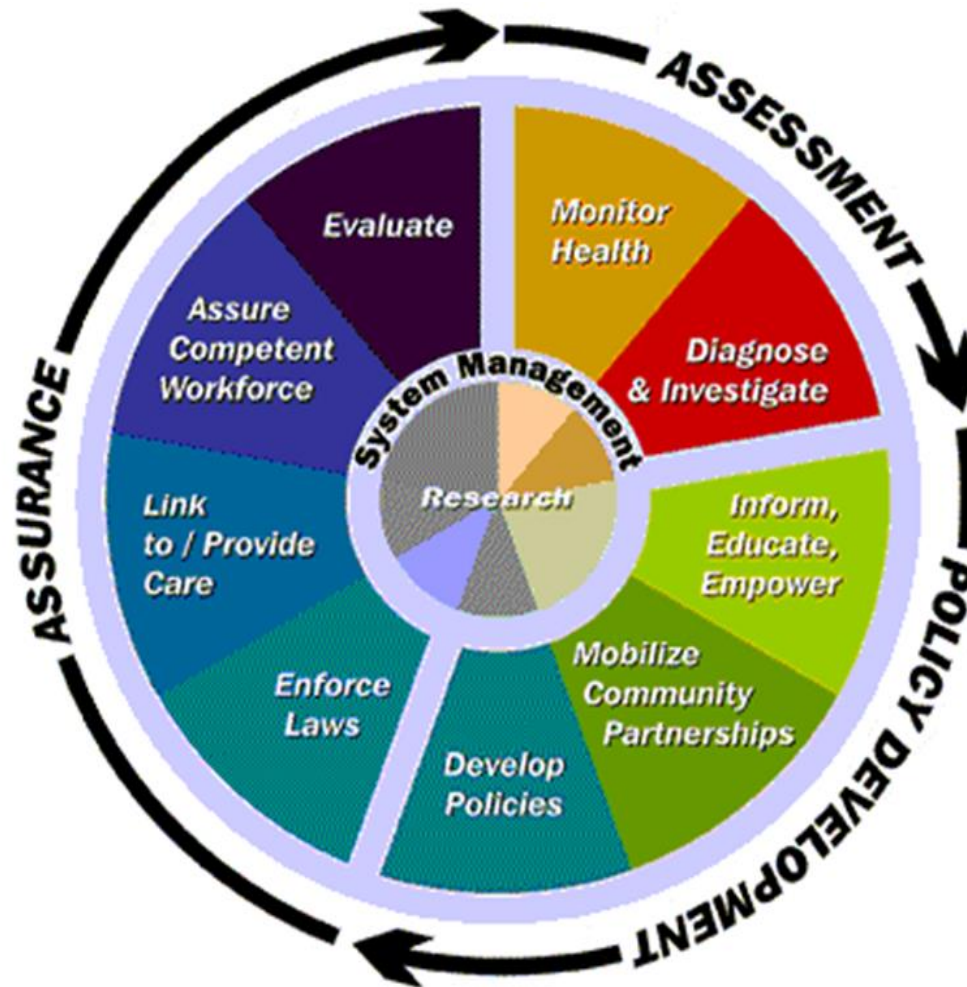 ASSESSMENT
POLICY DEVELOPMENT
ASSURANCE
Monitor
Health
Diagnose
& Investigate
Inform,
Educate,
Empower
Mobilize
Community
Partnerships
Develop
Policies
Enforce
Laws
Link
to / Provide
Care
Assure
Competent
Workforce
Evaluate
System Management
Research